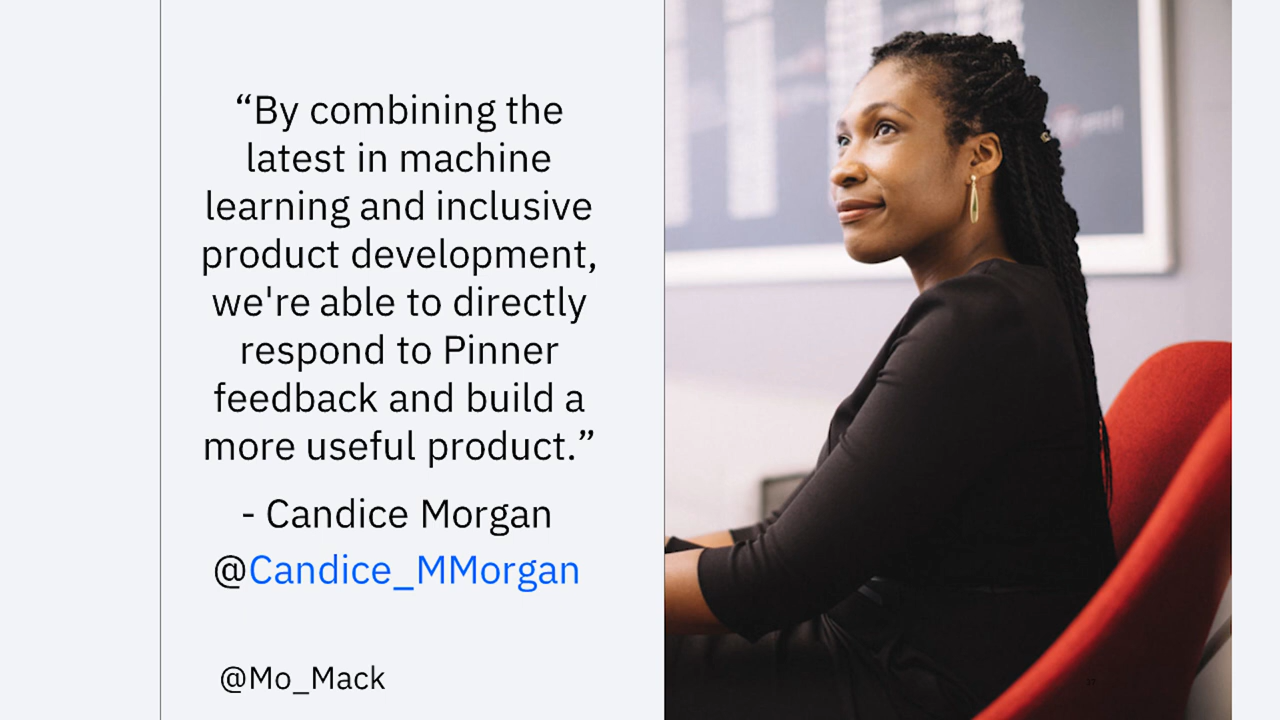 “By combining the
latest in machine
learning and inclusive
product development,
we're able to directly
respond to Pinner
feedback and build a
more useful product.”
- Candice Morgan
@Candice_MMorgan
@Mo_Mack